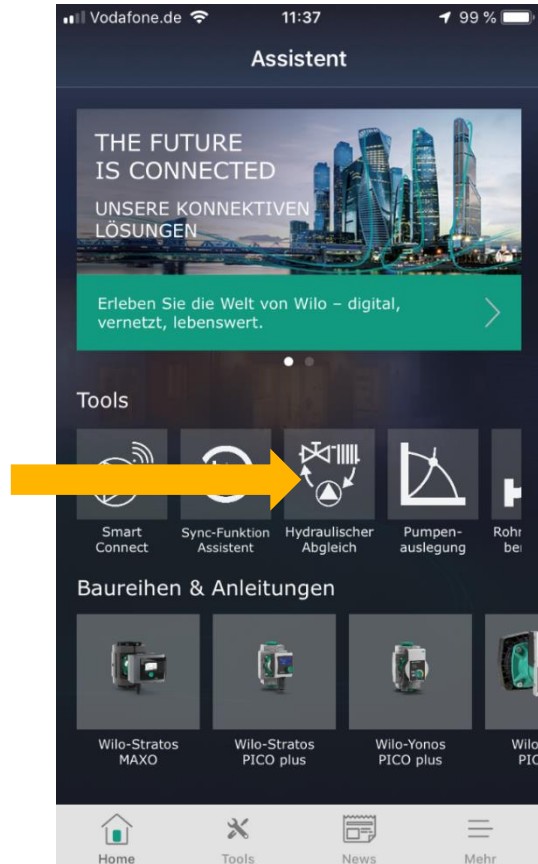 Vodafone.de
11:37
99 %
Assistent
THE FUTURE
IS CONNECTED
UNSERE KONNEKTIVEN
LÖSUNGEN
Erleben Sie die Welt von Wilo – digital,
vernetzt, lebenswert.
Tools
Smart
Connect
Sync-Funktion
Assistent
Hydraulischer
Abgleich
Pumpen-
auslegung
Baureihen & Anleitungen
Wilo-Stratos
MAXO
Wilo-Stratos
PICO plus
Wilo-Yonos
PICO plus
Home
Tools
News
Mehr